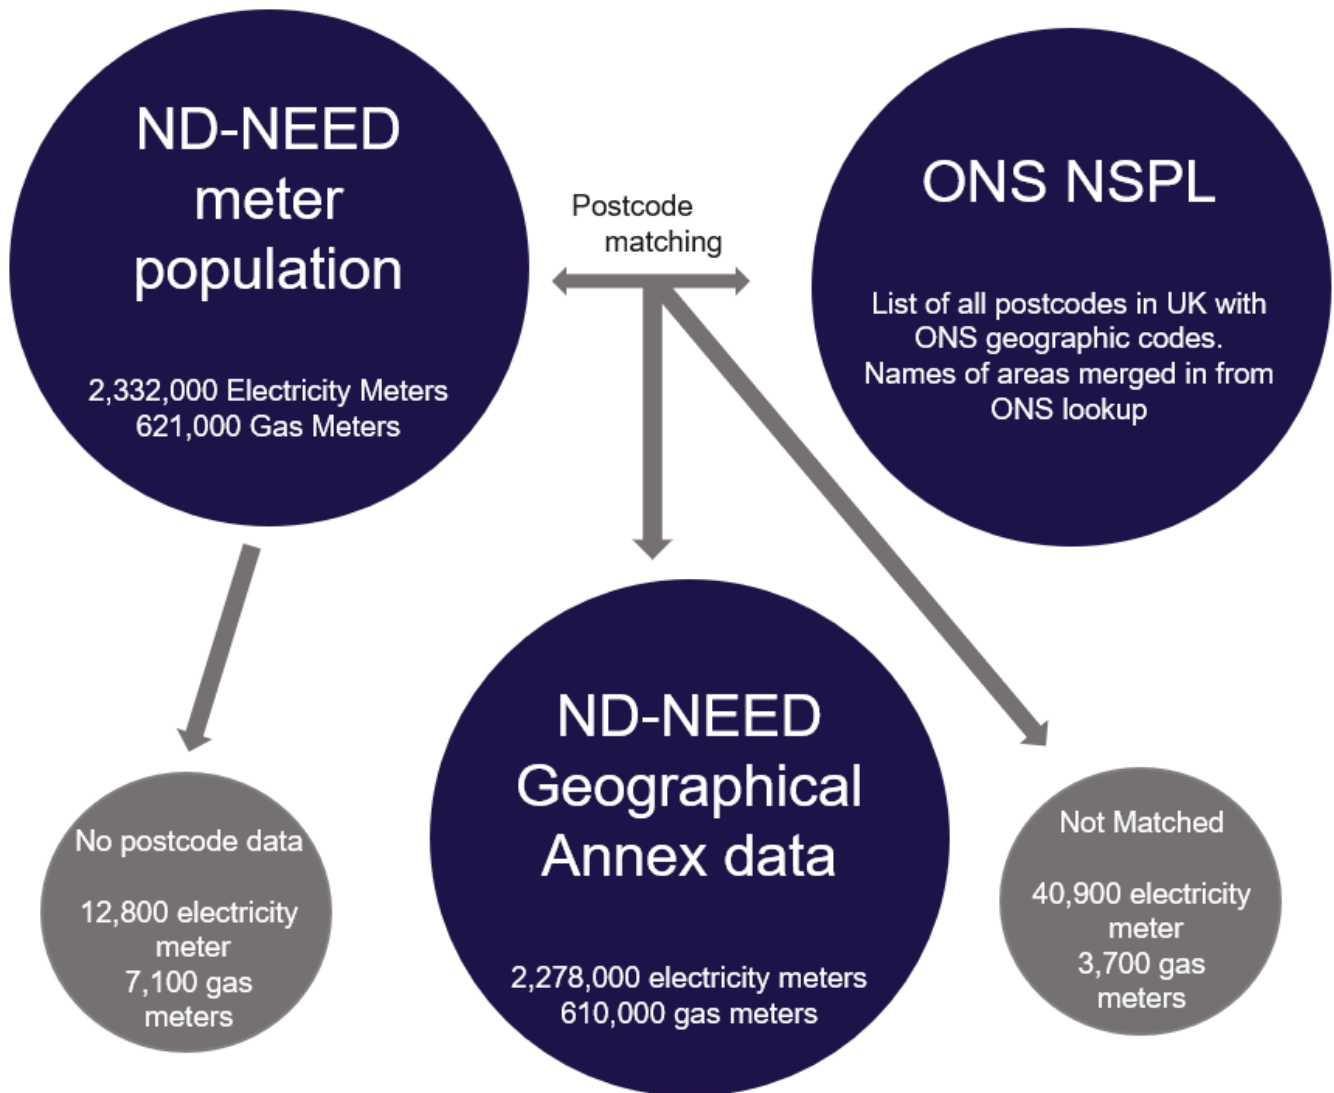 ND-NEED
meter
population
2,332,000 Electricity Meters
621,000 Gas Meters
Postcode
matching
ONS NSPL
List of all postcodes in UK with
ONS geographic codes.
Names of areas merged in from
ONS lookup
No postcode data
12,800 electricity
meter
7,100 gas
meters
ND-NEED
Geographical
Annex data
2,278,000 electricity meters
610,000 gas meters
Not Matched
40,900 electricity
meter
3,700 gas
meters